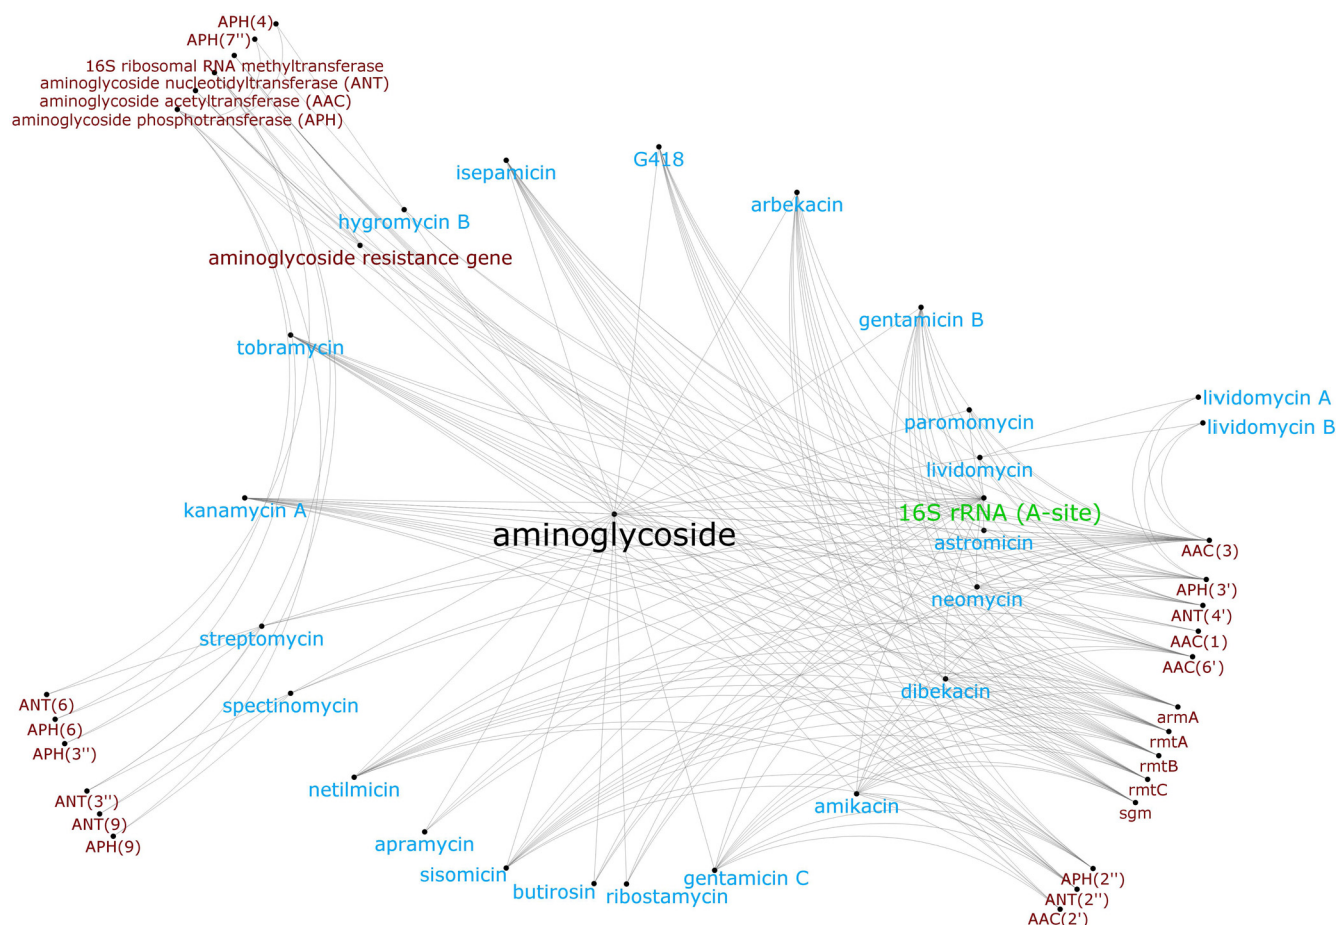 APH(4)
APH(7'')
16S ribosomal RNA methyltransferase
aminoglycoside nucleotidyltransferase (ANT)
aminoglycoside acetyltransferase (AAC)
aminoglycoside phosphotransferase (APH)
G418
isepamicin
arbekacin
hygromycin B
aminoglycoside resistance gene
gentamicin B
tobramycin
lividomycin A
paromomycin
lividomycin B
lividomycin
kanamycin A
16S rRNA (A-site)
aminoglycoside
astromicin
AAC(3)
APH(3')
neomycin
ANT(4')
streptomycin
AAC(1)
AAC(6')
dibekacin
ANT(6)
spectinomycin
armA
APH(6)
rmtA
APH(3'')
rmtB
netilmicin
rmtC
ANT(3'')
amikacin
sgm
ANT(9)
apramycin
APH(9)
sisomicin
gentamicin C
APH(2'')
butirosin
ribostamycin
ANT(2'')
AAC(2')